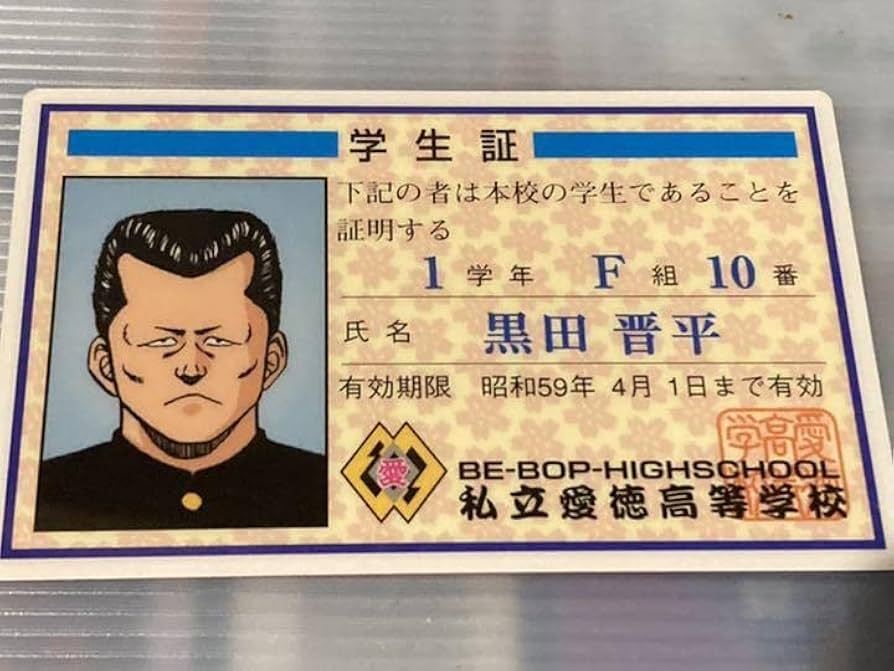 学生証
下記の者は本校の学生であることを
証明する
1 学年 F 組 10 番
氏名 黒田 晋平
有効期限 昭和59年 4月 1日まで有効
愛
BE-BOP-HIGHSCHOOL
私立愛徳高等学校